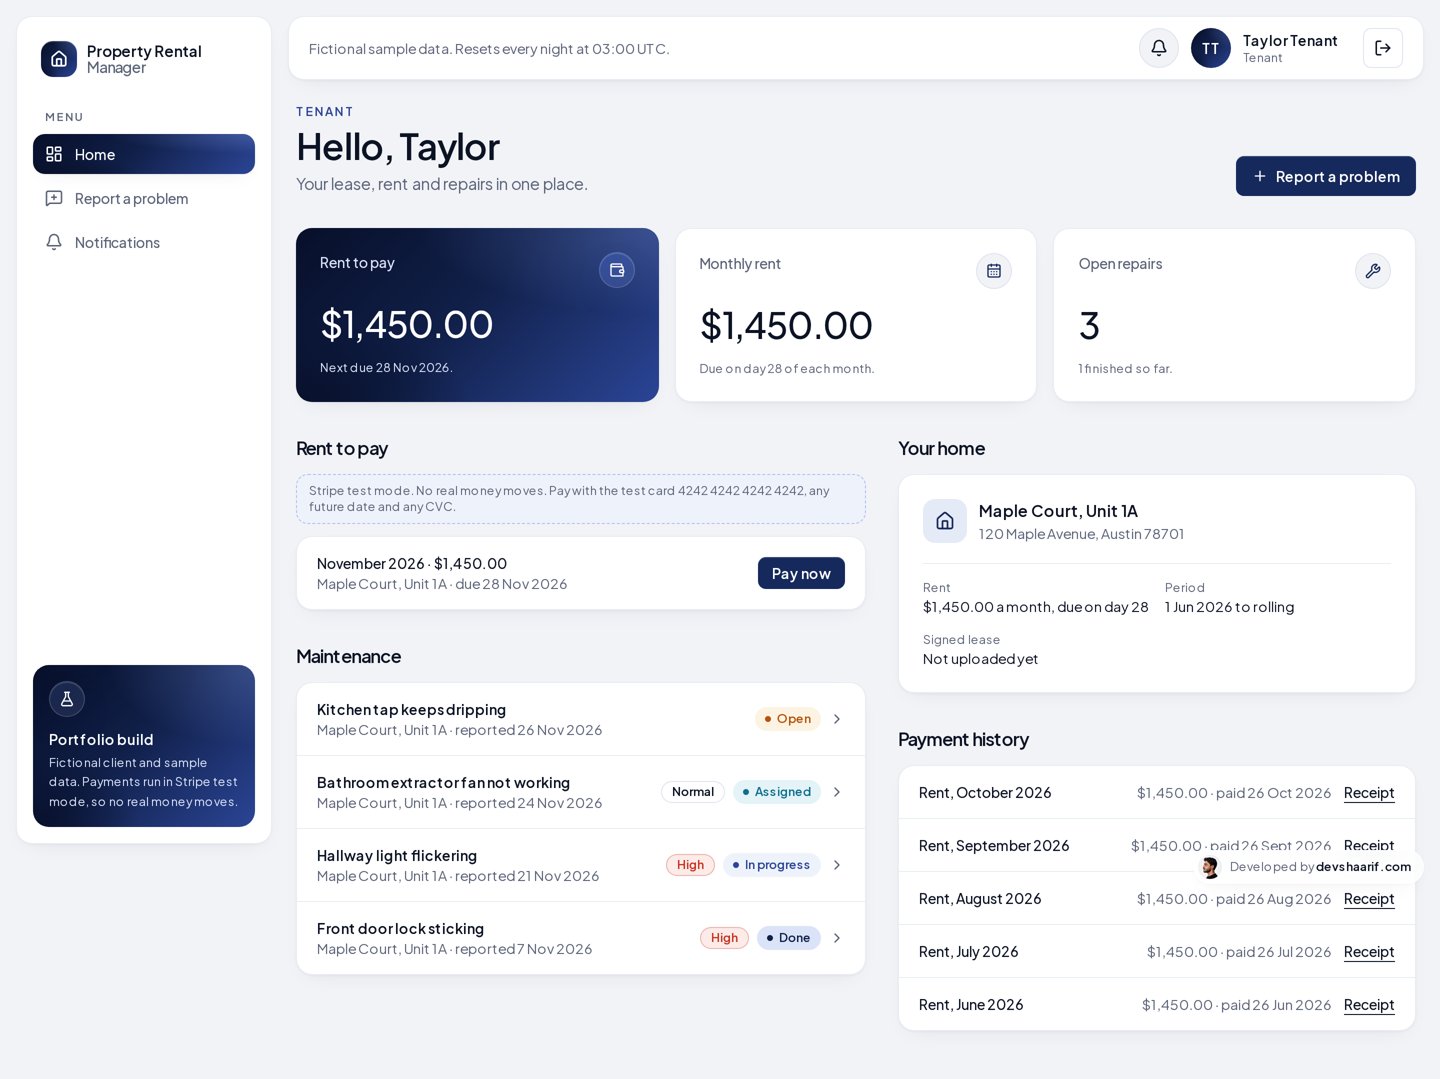 Property Rental
Manager
MENU
Home
Report a problem
Notifications
Portfolio build
Fictional client and sample
data. Payments run in Stripe test
mode, so no real money moves.
Fictional sample data. Resets every night at 03:00 UTC.
TT
Taylor Tenant
Tenant
TENANT
Hello, Taylor
Your lease, rent and repairs in one place.
Report a problem
Rent to pay
$1,450.00
Next due 28 Nov 2026.
Monthly rent
$1,450.00
Due on day 28 of each month.
Open repairs
3
1 finished so far.
Rent to pay
Stripe test mode. No real money moves. Pay with the test card 4242 4242 4242 4242, any
future date and any CVC.
November 2026 · $1,450.00
Maple Court, Unit 1A · due 28 Nov 2026
Pay now
Maintenance
Kitchen tap keeps dripping
Maple Court, Unit 1A · reported 26 Nov 2026
Open
Bathroom extractor fan not working
Maple Court, Unit 1A · reported 24 Nov 2026
Normal
Assigned
Hallway light flickering
Maple Court, Unit 1A · reported 21 Nov 2026
High
In progress
Front door lock sticking
Maple Court, Unit 1A · reported 7 Nov 2026
High
Done
Your home
Maple Court, Unit 1A
120 Maple Avenue, Austin 78701
Rent
$1,450.00 a month, due on day 28
Period
1 Jun 2026 to rolling
Signed lease
Not uploaded yet
Payment history
Rent, October 2026 $1,450.00 · paid 26 Oct 2026 Receipt
Rent, September 2026 $1,450.00 · paid 26 Sept 2026 Receipt
Developed by devshaarif.com
Rent, August 2026 $1,450.00 · paid 26 Aug 2026 Receipt
Rent, July 2026 $1,450.00 · paid 26 Jul 2026 Receipt
Rent, June 2026 $1,450.00 · paid 26 Jun 2026 Receipt